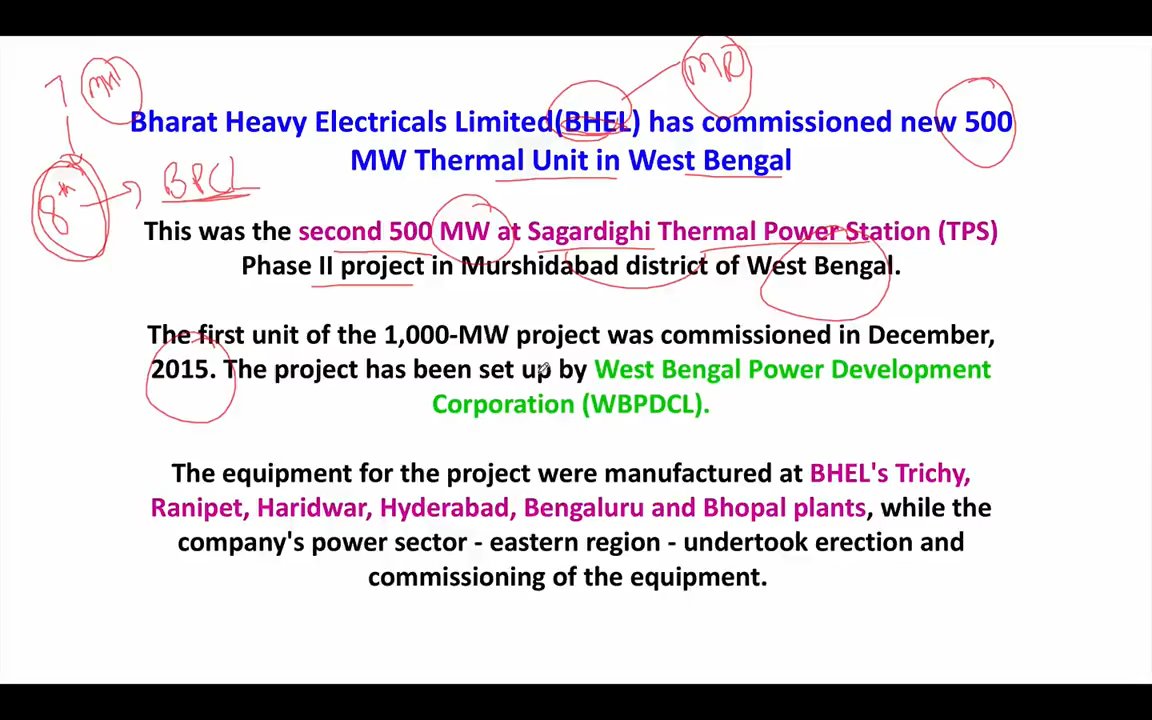 7
Bharat Heavy Electricals Limited(BHEL) has commissioned new 500
MW Thermal Unit in West Bengal
8th
BPCL
This was the second 500 MW at Sagardighi Thermal Power Station (TPS)
Phase II project in Murshidabad district of West Bengal.
The first unit of the 1,000-MW project was commissioned in December,
2015. The project has been set up by West Bengal Power Development
Corporation (WBPDCL).
The equipment for the project were manufactured at BHEL's Trichy,
Ranipet, Haridwar, Hyderabad, Bengaluru and Bhopal plants, while the
company's power sector - eastern region - undertook erection and
commissioning of the equipment.